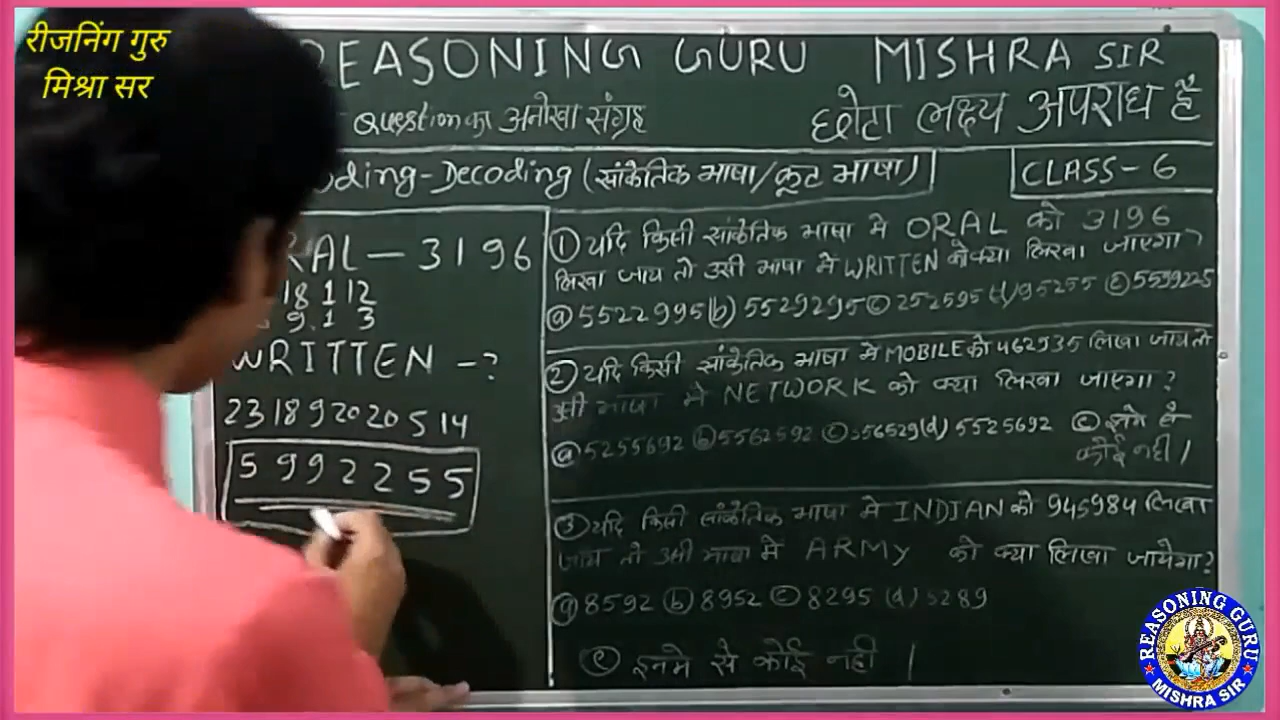 रीजनिंग गुरु
मिश्रा सर
REASONING GURU MISHRA SIR
Question का अनोखा संग्रह
छोटा लक्ष्य अपराध है
oding-Decoding (सांकेतिक भाषा/कूट भाषा)
CLASS-6
RAL - 3196
18 1 12
9.1 3
WRITTEN - ?
23 18 9 20 20 5 14
5 9 9 2 2 5 5
① यदि किसी सांकेतिक भाषा मे ORAL को 3196
लिखा जाय तो उसी भाषा मे WRITTEN को क्या लिखा जाएगा?
ⓐ 5522995 (b) 5529295 ⓒ 252595 (d) 95255 ⓔ 5599225
② यदि किसी सांकेतिक भाषा मे MOBILE को 462935 लिखा जाय तो
उसी भाषा मे NETWORK को क्या लिखा जाएगा?
ⓐ 5255692 ⓑ 5562592 ⓒ 256529 (d) 5525692 ⓔ इनमे से
कोई नही |
③ यदि किसी सांकेतिक भाषा मे INDIAN को 945984 लिखा
जाय तो उसी भाषा मे ARMY को क्या लिखा जायेगा?
ⓐ 8592 ⓑ 8952 ⓒ 8295 (d) 5289
ⓔ इनमे से कोई नही |
REASONING GURU
MISHRA SIR